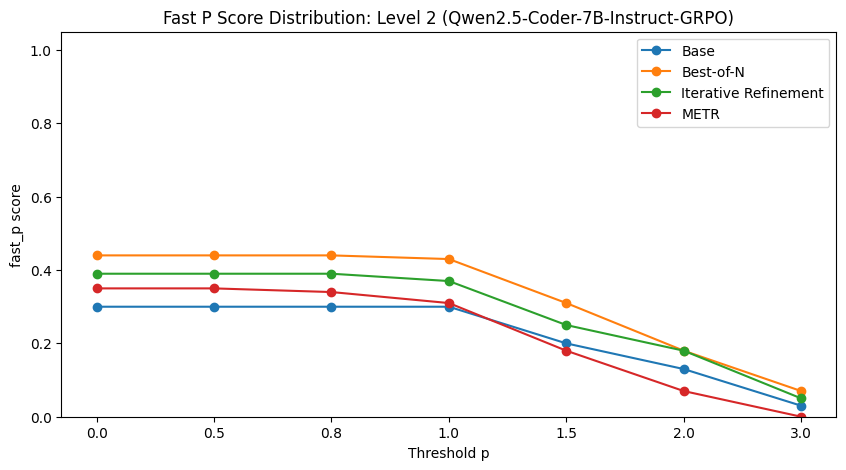 Fast P Score Distribution: Level 2 (Qwen2.5-Coder-7B-Instruct-GRPO)
Base
Best-of-N
Iterative Refinement
METR
fast_p score
1.0
0.8
0.6
0.4
0.2
0.0
0.0 0.5 0.8 1.0 1.5 2.0 3.0
Threshold p